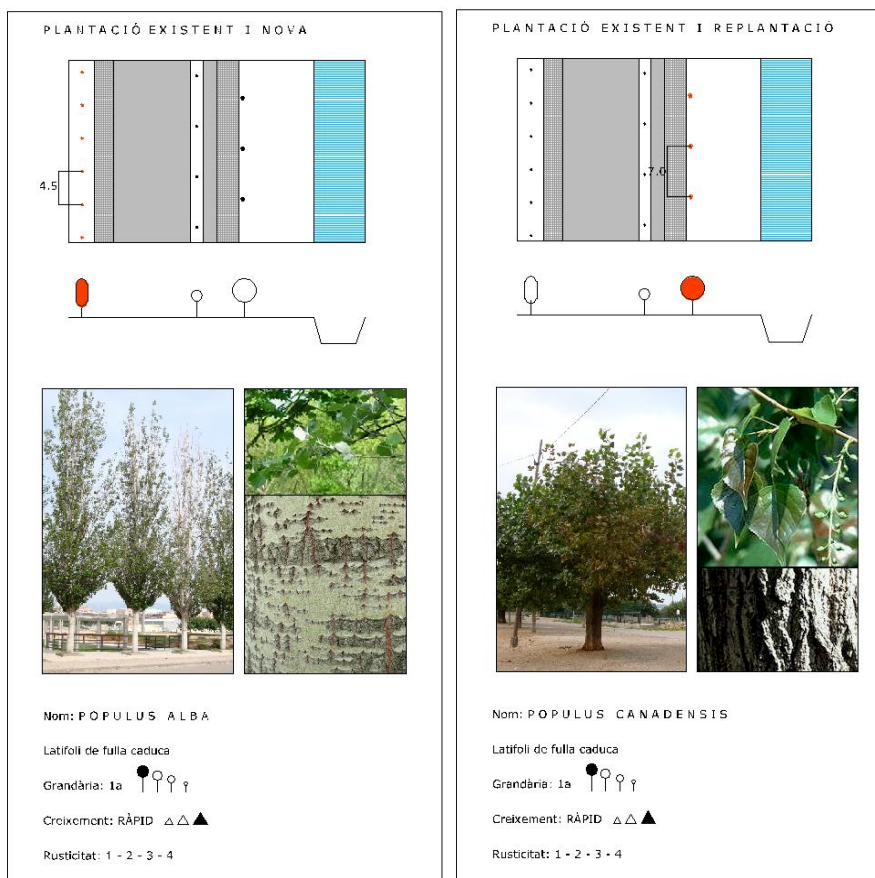 PLANTACIÓ EXISTENT I NOVA
4.5
Nom: POPULUS ALBA
Latifoli de fulla caduca
Grandària: 1a
Creixement: RÀPID
Rusticitat: 1 - 2 - 3 - 4
PLANTACIÓ EXISTENT I REPLANTACIÓ
7.0
Nom: POPULUS CANADENSIS
Latifoli de fulla caduca
Grandària: 1a
Creixement: RÀPID
Rusticitat: 1 - 2 - 3 - 4